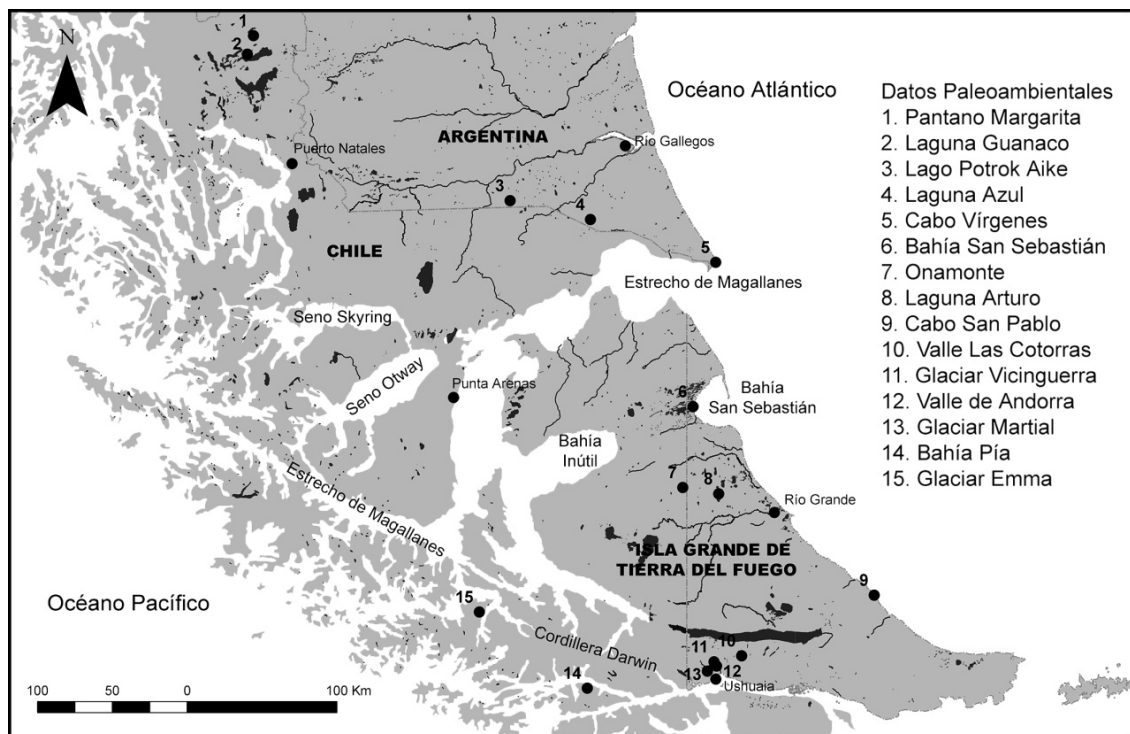 1
N
2
Océano Atlántico
ARGENTINA
Río Gallegos
Puerto Natales
3
4
CHILE
5
Estrecho de Magallanes
Seno Skyring
Seno Otway
Punta Arenas
6
Bahía
San Sebastián
Bahía
Inútil
7
8
Río Grande
Estrecho de Magallanes
ISLA GRANDE DE
TIERRA DEL FUEGO
9
Océano Pacífico
15
Cordillera Darwin
11
10
14
13
12
Ushuaia
100 50 0 100 Km
Datos Paleoambientales
1. Pantano Margarita
2. Laguna Guanaco
3. Lago Potrok Aike
4. Laguna Azul
5. Cabo Vírgenes
6. Bahía San Sebastián
7. Onamonte
8. Laguna Arturo
9. Cabo San Pablo
10. Valle Las Cotorras
11. Glaciar Vicinguerra
12. Valle de Andorra
13. Glaciar Martial
14. Bahía Pía
15. Glaciar Emma